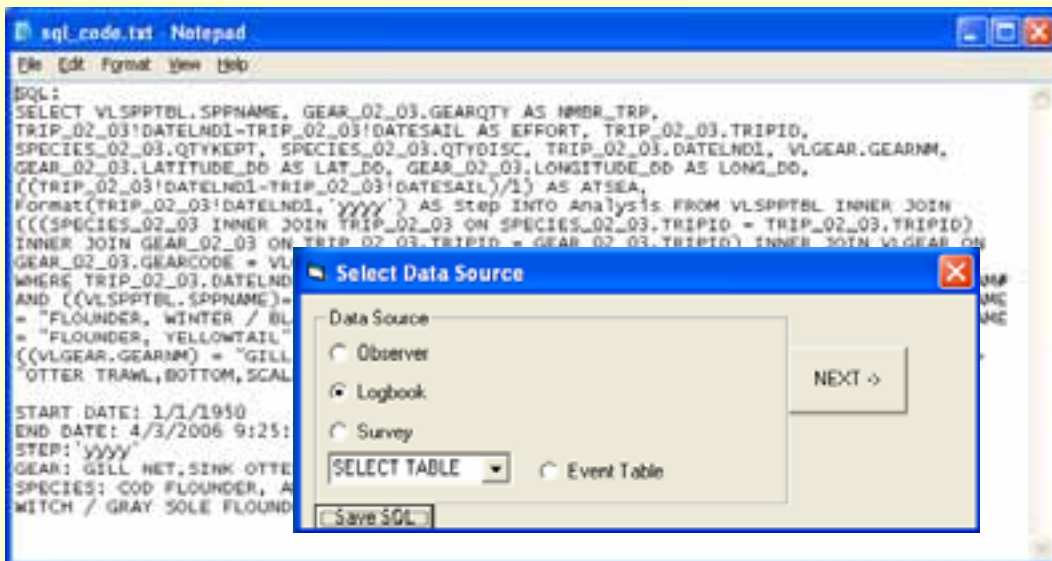 sql_code.txt - Notepad
File Edit Format View Help
SQL:
SELECT VLSPPTBL.SPPNAME, GEAR_02_03.GEARQTY AS NMBR_TRP,
TRIP_02_03!DATELND1-TRIP_02_03!DATESAIL AS EFFORT, TRIP_02_03.TRIPID,
SPECIES_02_03.QTYKEPT, SPECIES_02_03.QTYDISC, TRIP_02_03.DATELND1, VLGEAR.GEARNM,
GEAR_02_03.LATITUDE_DD AS LAT_DD, GEAR_02_03.LONGITUDE_DD AS LONG_DD,
((TRIP_02_03!DATELND1-TRIP_02_03!DATESAIL)/1) AS ATSEA,
Format(TRIP_02_03!DATELND1,'yyyy') AS Step INTO Analysis FROM VLSPPTBL INNER JOIN
(((SPECIES_02_03 INNER JOIN TRIP_02_03 ON SPECIES_02_03.TRIPID = TRIP_02_03.TRIPID)
INNER JOIN GEAR_02_03 ON TRIP_02_03.TRIPID = GEAR_02_03.TRIPID) INNER JOIN VLGEAR ON
GEAR_02_03.GEARCODE = VL
WHERE TRIP_02_03.DATELND
AND ((VLSPPTBL.SPPNAME)=
= "FLOUNDER, WINTER / BL
= "FLOUNDER, YELLOWTAIL"
((VLGEAR.GEARNM) = "GILL
"OTTER TRAWL,BOTTOM,SCAL
START DATE: 1/1/1950
END DATE: 4/3/2006 9:25:
STEP:'yyyy'
GEAR: GILL NET,SINK OTTE
SPECIES: COD FLOUNDER, A
WITCH / GRAY SOLE FLOUND
Select Data Source
Data Source
Observer
Logbook
NEXT ->
Survey
SELECT TABLE Event Table
Save SQL